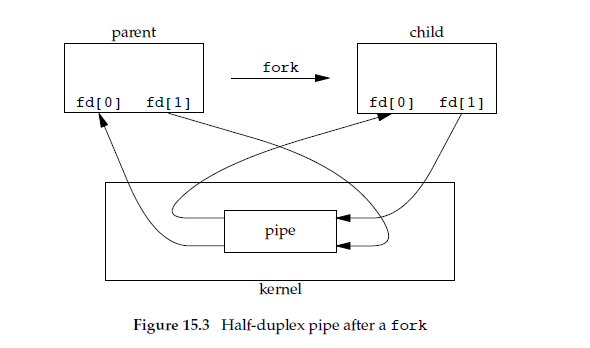 parent child
fork
fd[0] fd[1] fd[0] fd[1]
pipe
kernel
Figure 15.3 Half-duplex pipe after a fork